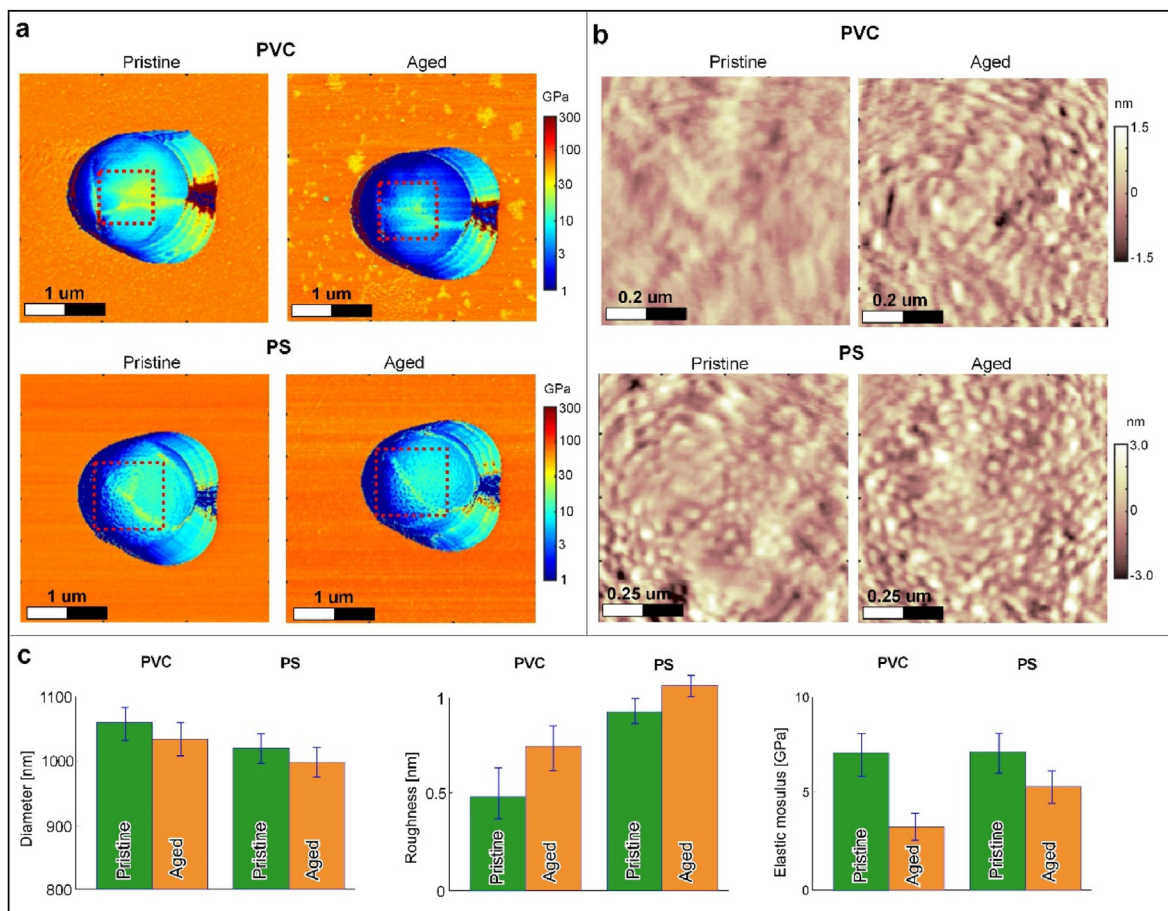 a
PVC
Pristine
Aged
GPa
300
100
30
10
3
1
1 um
1 um
PS
Pristine
Aged
GPa
300
100
30
10
3
1
1 um
1 um
b
PVC
Pristine
Aged
nm
1.5
0
-1.5
0.2 um
0.2 um
PS
Pristine
Aged
nm
3.0
0
-3.0
0.25 um
0.25 um
c
PVC
PS
Diameter [nm]
1100
1000
900
800
Pristine
Aged
Pristine
Aged
PVC
PS
Roughness [nm]
1
0.5
0
Pristine
Aged
Pristine
Aged
PVC
PS
Elastic mosulus [GPa]
10
5
0
Pristine
Aged
Pristine
Aged